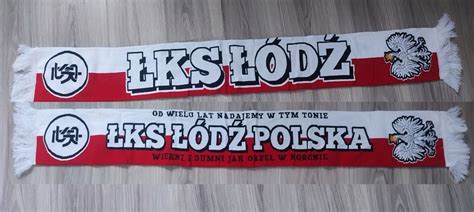 ŁKS ŁÓDŹ
OD WIELU LAT NADAJEMY W TYM TONIE
ŁKS ŁÓDŹ POLSKA
WIERNI I DUMNI JAK ORZEŁ W KORONIE